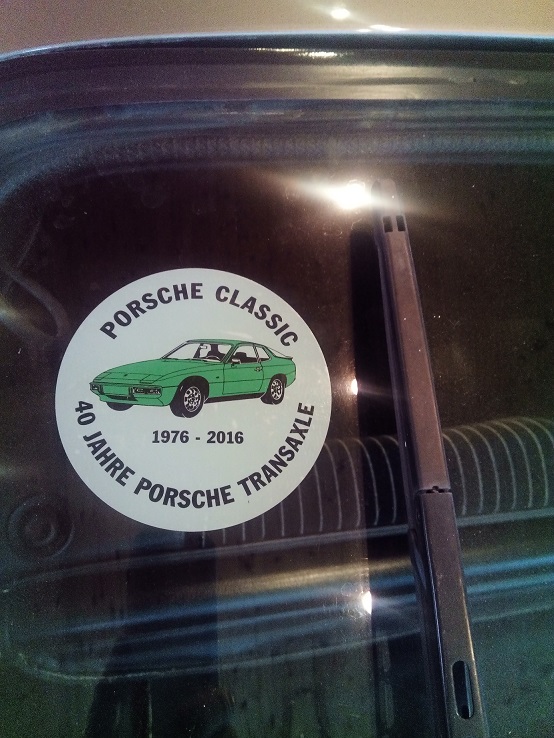 PORSCHE CLASSIC
1976 - 2016
40 JAHRE PORSCHE TRANSAXLE